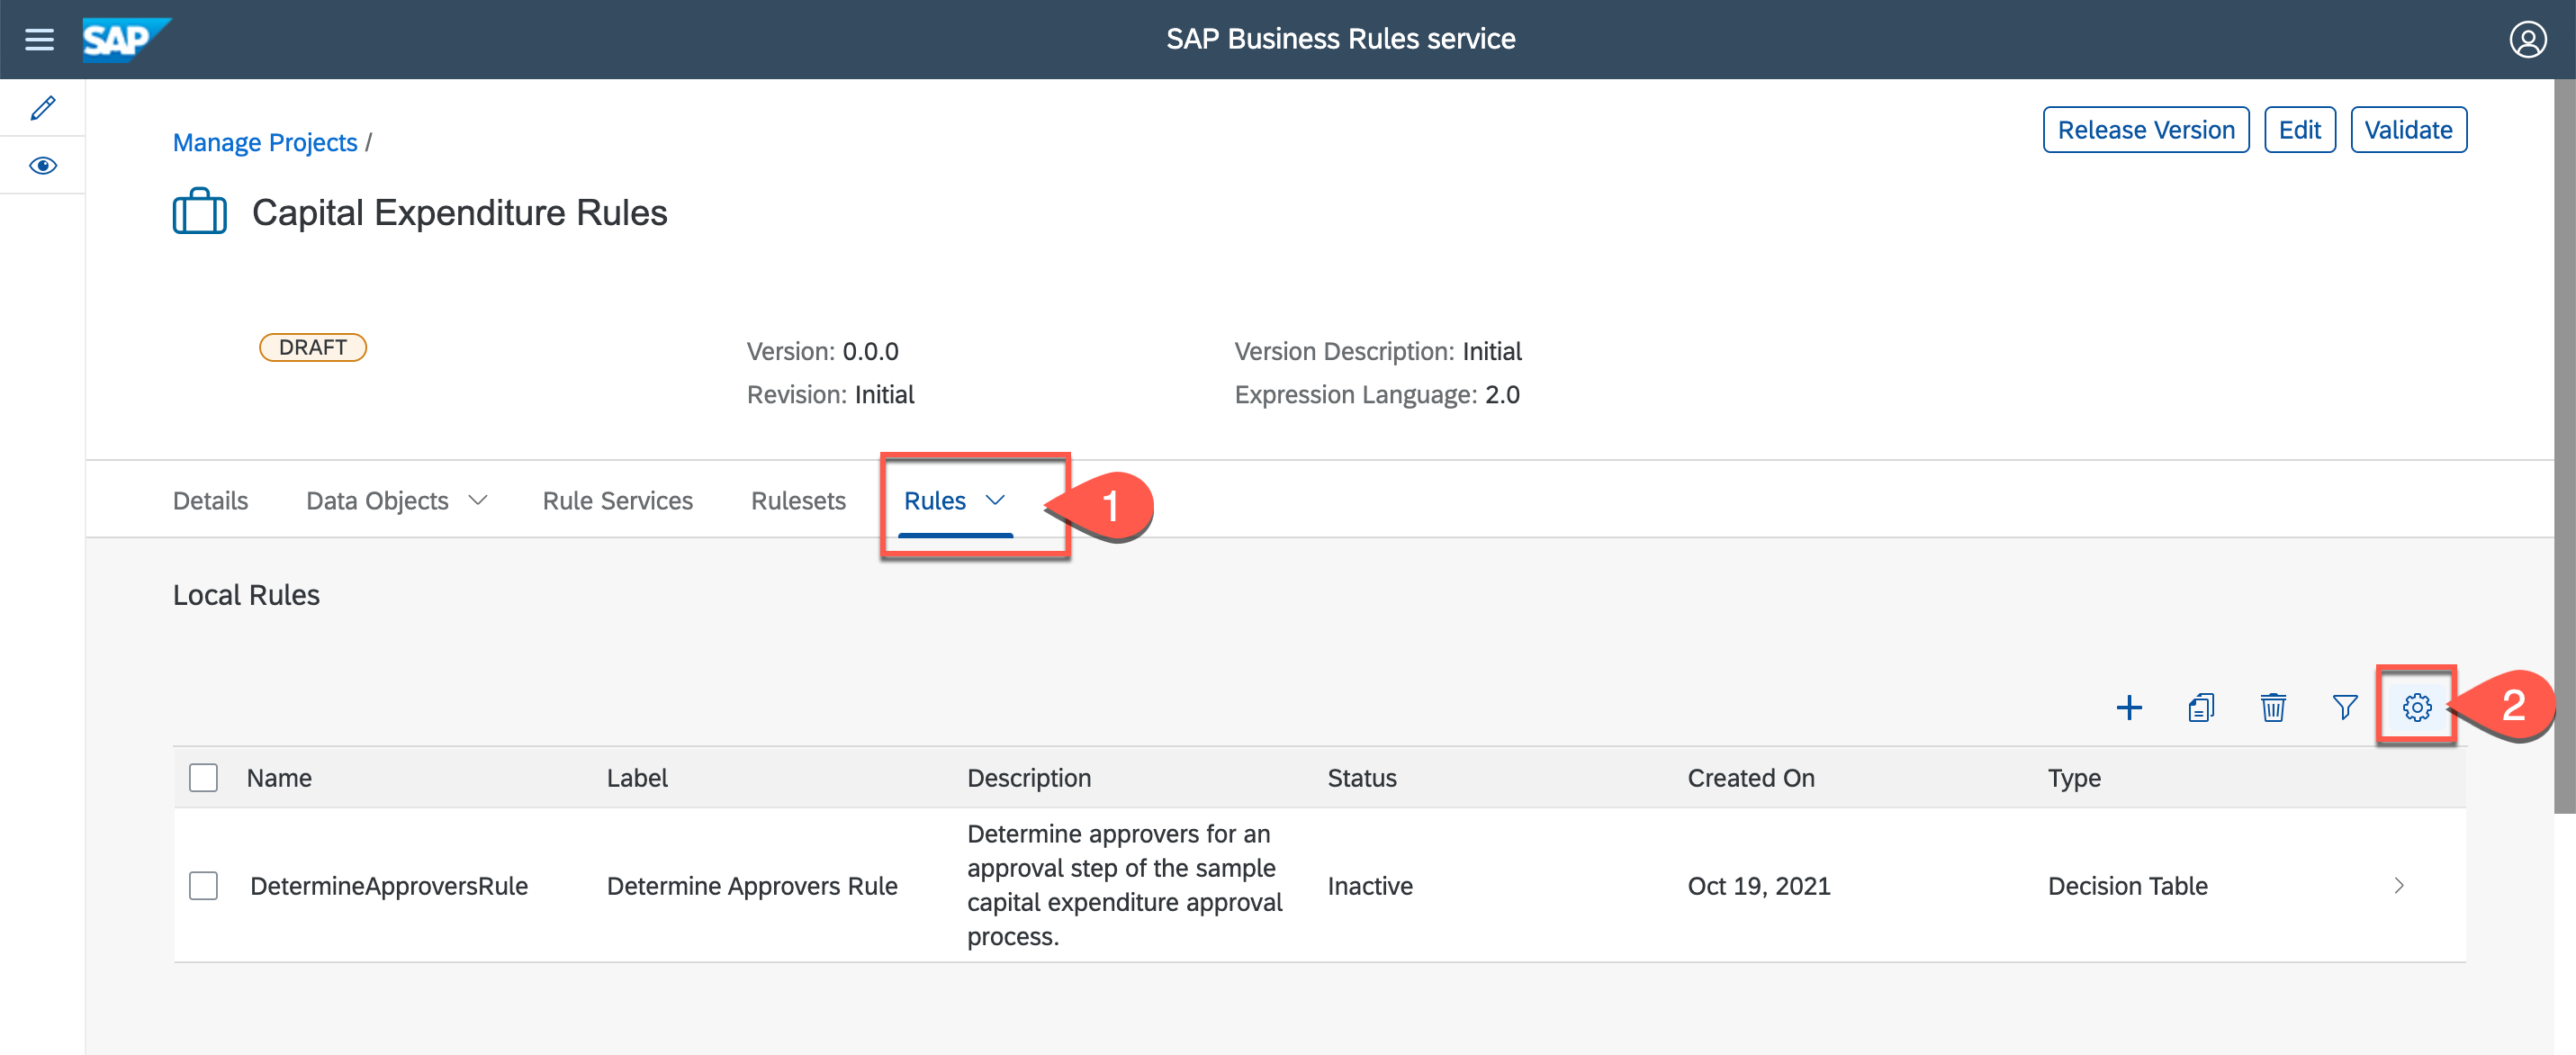 SAP
SAP Business Rules service
Manage Projects /
Release Version
Edit
Validate
Capital Expenditure Rules
DRAFT
Version: 0.0.0
Version Description: Initial
Revision: Initial
Expression Language: 2.0
Details
Data Objects
Rule Services
Rulesets
Rules
1
Local Rules
2
Name
Label
Description
Status
Created On
Type
DetermineApproversRule
Determine Approvers Rule
Determine approvers for an
approval step of the sample
capital expenditure approval
process.
Inactive
Oct 19, 2021
Decision Table